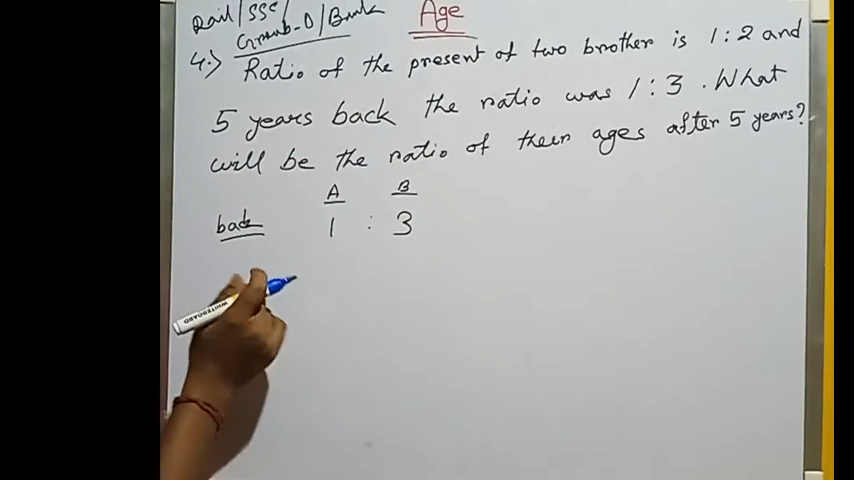 Rail/SSC/
Group-D/Bank
Age
4.) Ratio of the present of two brother is 1:2 and
5 years back the ratio was 1:3. What
will be the ratio of their ages after 5 years?
A B
back 1 : 3
WHITEBOARD